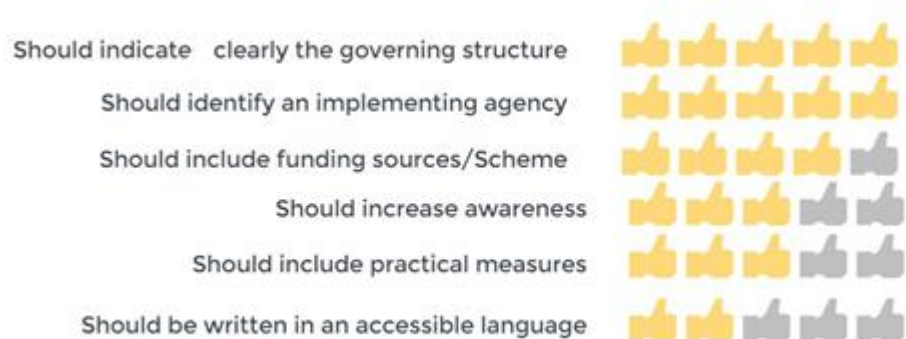 Should indicate clearly the governing structure
Should identify an implementing agency
Should include funding sources/Scheme
Should increase awareness
Should include practical measures
Should be written in an accessible language